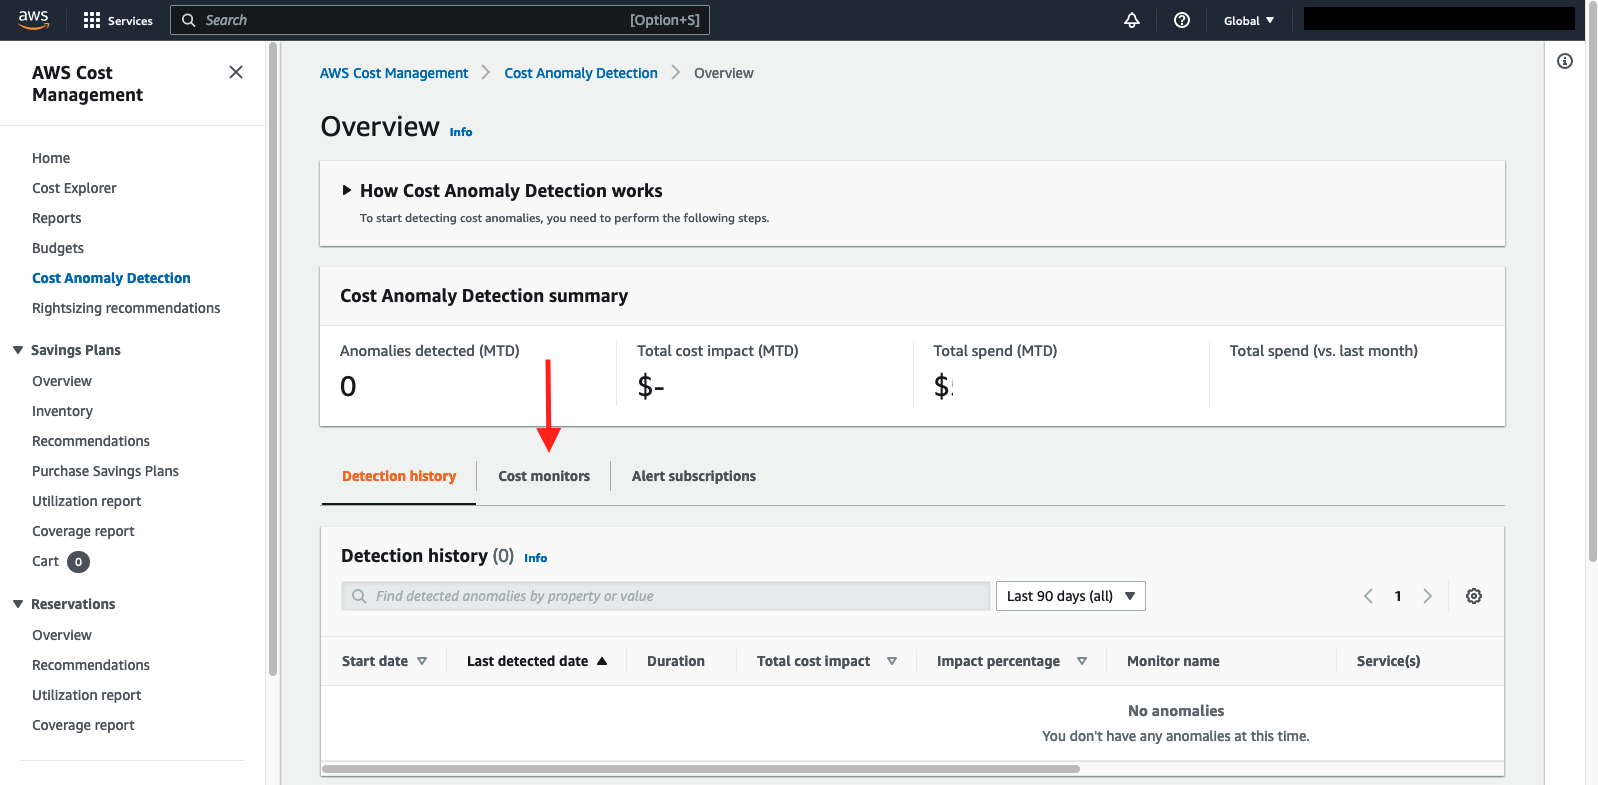 aws
Services
Search
[Option+S]
Global
AWS Cost
Management
Home
Cost Explorer
Reports
Budgets
Cost Anomaly Detection
Rightsizing recommendations
Savings Plans
Overview
Inventory
Recommendations
Purchase Savings Plans
Utilization report
Coverage report
Cart 0
Reservations
Overview
Recommendations
Utilization report
Coverage report
AWS Cost Management
Cost Anomaly Detection
Overview
Overview Info
How Cost Anomaly Detection works
To start detecting cost anomalies, you need to perform the following steps.
Cost Anomaly Detection summary
Anomalies detected (MTD)
0
Total cost impact (MTD)
$-
Total spend (MTD)
$
Total spend (vs. last month)
Detection history
Cost monitors
Alert subscriptions
Detection history (0) Info
Find detected anomalies by property or value
Last 90 days (all)
1
Start date
Last detected date
Duration
Total cost impact
Impact percentage
Monitor name
Service(s)
No anomalies
You don't have any anomalies at this time.